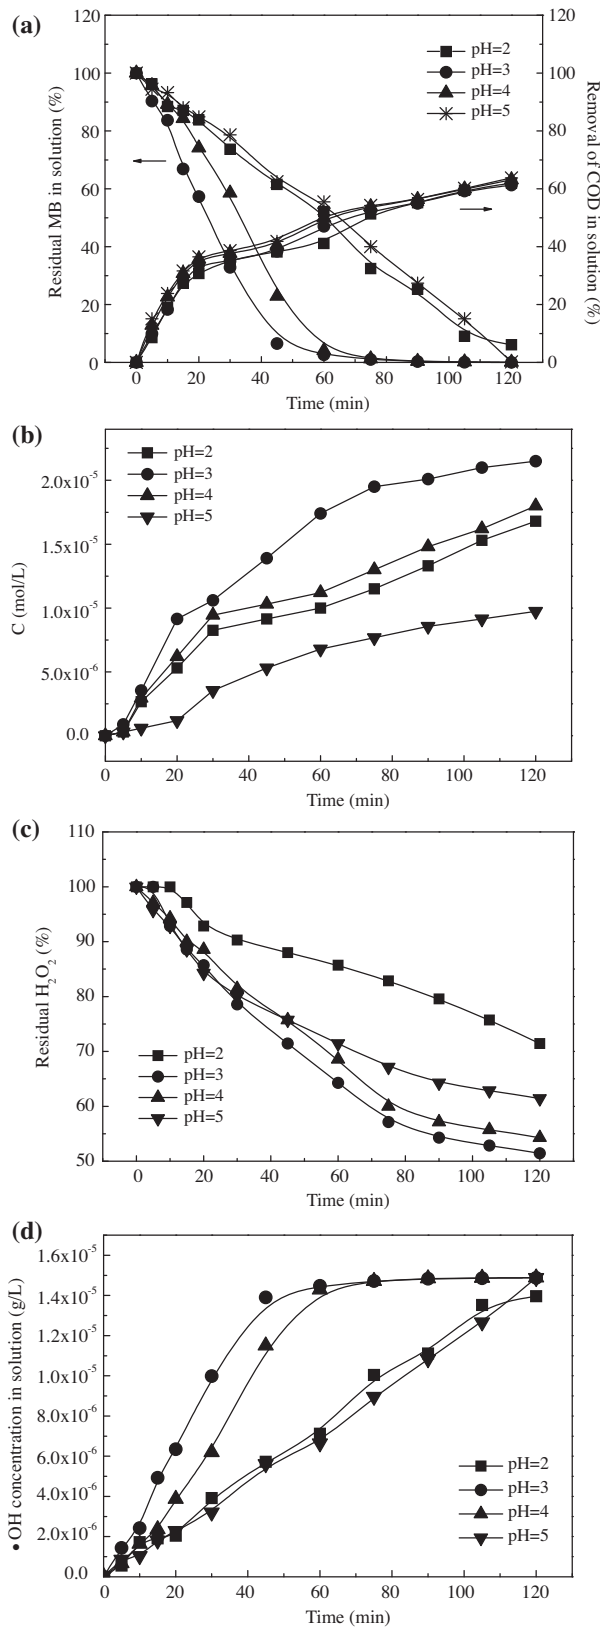 (a)
120
100
80
60
40
20
0
Residual MB in solution (%)
pH=2
pH=3
pH=4
pH=5
120
100
80
60
40
20
0
Removal of COD in solution (%)
0 20 40 60 80 100 120
Time (min)
(b)
2.0x10⁻⁵
1.5x10⁻⁵
1.0x10⁻⁵
5.0x10⁻⁶
0.0
C (mol/L)
pH=2
pH=3
pH=4
pH=5
0 20 40 60 80 100 120
Time (min)
(c)
110
100
90
80
70
60
50
Residual H₂O₂ (%)
pH=2
pH=3
pH=4
pH=5
0 20 40 60 80 100 120
Time (min)
(d)
1.6x10⁻⁵
1.4x10⁻⁵
1.2x10⁻⁵
1.0x10⁻⁵
8.0x10⁻⁶
6.0x10⁻⁶
4.0x10⁻⁶
2.0x10⁻⁶
0.0
• OH concentration in solution (g/L)
pH=2
pH=3
pH=4
pH=5
0 20 40 60 80 100 120
Time (min)